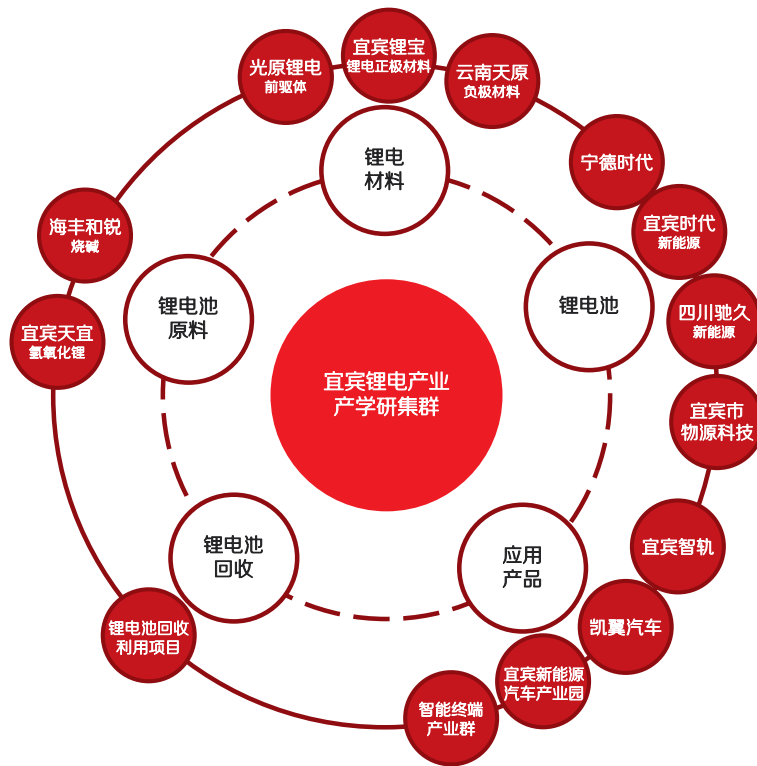 宜宾锂宝
锂电正极材料
光原锂电
前驱体
云南天原
负极材料
宁德时代
宜宾时代
新能源
四川驰久
新能源
宜宾市
物源科技
宜宾智轨
凯翼汽车
宜宾新能源
汽车产业园
智能终端
产业群
锂电池回收
利用项目
宜宾天宜
氢氧化锂
海丰和锐
烧碱
锂电
材料
锂电池
应用
产品
锂电池
回收
锂电池
原料
宜宾锂电产业
产学研集群